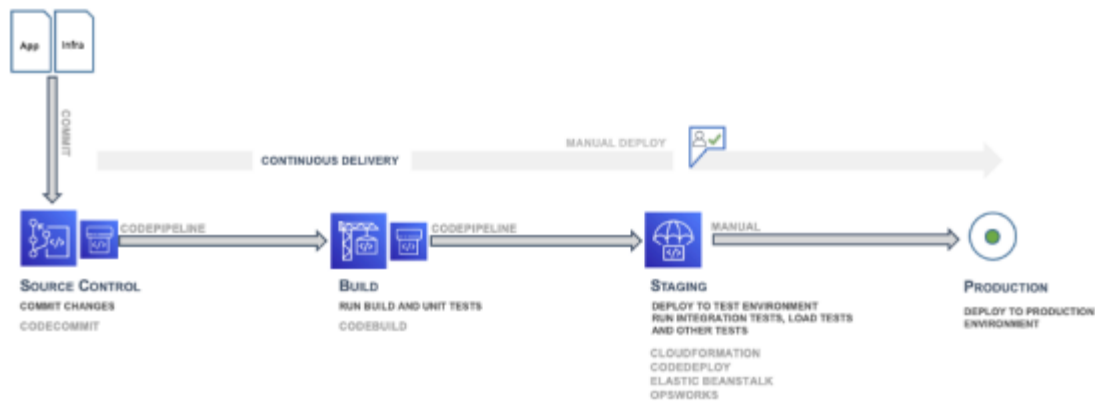 App Infra
COMMIT
MANUAL DEPLOY
CONTINUOUS DELIVERY
CODEPIPELINE
CODEPIPELINE
MANUAL
SOURCE CONTROL
COMMIT CHANGES
CODECOMMIT
BUILD
RUN BUILD AND UNIT TESTS
CODEBUILD
STAGING
DEPLOY TO TEST ENVIRONMENT
RUN INTEGRATION TESTS, LOAD TESTS
AND OTHER TESTS
CLOUDFORMATION
CODEDEPLOY
ELASTIC BEANSTALK
OPSWORKS
PRODUCTION
DEPLOY TO PRODUCTION
ENVIRONMENT